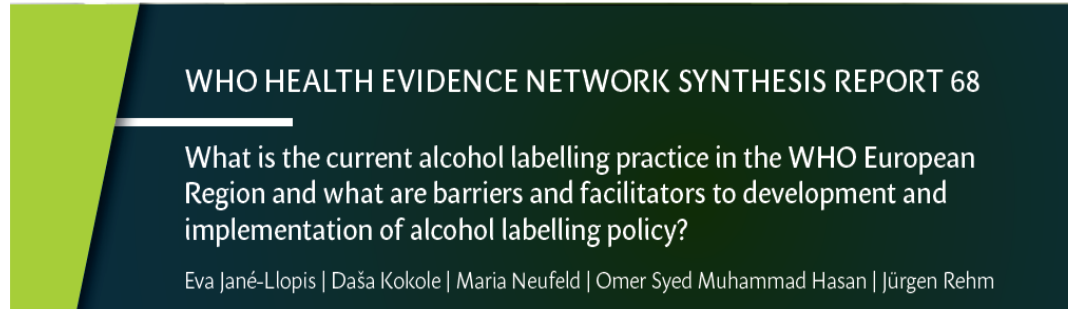 WHO HEALTH EVIDENCE NETWORK SYNTHESIS REPORT 68
What is the current alcohol labelling practice in the WHO European
Region and what are barriers and facilitators to development and
implementation of alcohol labelling policy?
Eva Jané-Llopis | Daša Kokole | Maria Neufeld | Omer Syed Muhammad Hasan | Jürgen Rehm